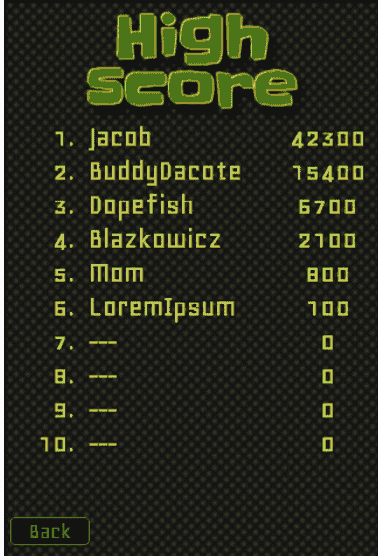 High
Score
1. Jacob 42300
2. BuddyDacote 15400
3. Dopefish 6700
4. Blazkowicz 2100
5. Mom 800
6. LoremIpsum 100
7. --- 0
8. --- 0
9. --- 0
10. --- 0
Back